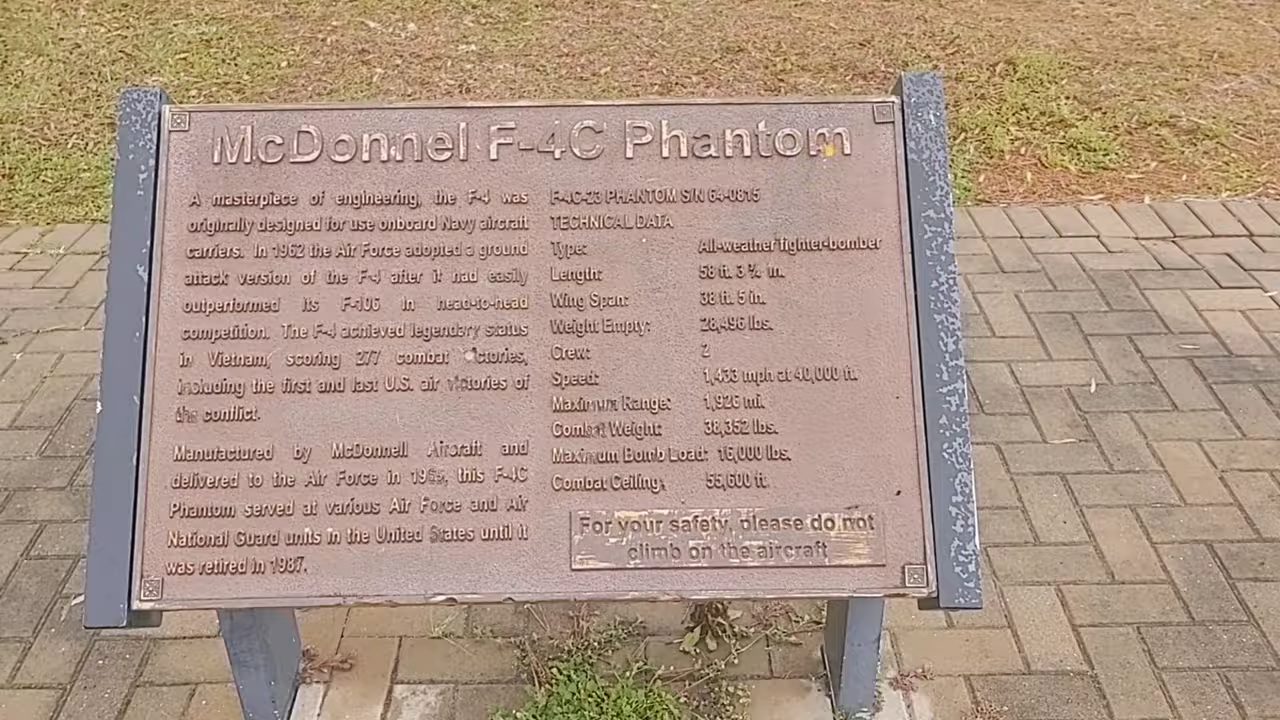 McDonnel F-4C Phantom
A masterpiece of engineering, the F-4 was
originally designed for use onboard Navy aircraft
carriers. In 1962 the Air Force adopted a ground
attack version of the F-4 after it had easily
outperformed its F-106 in head-to-head
competition. The F-4 achieved legendary status
in Vietnam, scoring 277 combat victories,
including the first and last U.S. air victories of
the conflict.
Manufactured by McDonnell Aircraft and
delivered to the Air Force in 1965, this F-4C
Phantom served at various Air Force and Air
National Guard units in the United States until it
was retired in 1987.
F-4C-23 PHANTOM S/N 64-0815
TECHNICAL DATA
Type: All-weather fighter-bomber
Length: 58 ft. 3 ¾ in.
Wing Span: 38 ft. 5 in.
Weight Empty: 28,496 lbs.
Crew: 2
Speed: 1,433 mph at 40,000 ft.
Maximum Range: 1,926 mi.
Combat Weight: 38,352 lbs.
Maximum Bomb Load: 16,000 lbs.
Combat Ceiling: 55,600 ft.
For your safety, please do not
climb on the aircraft